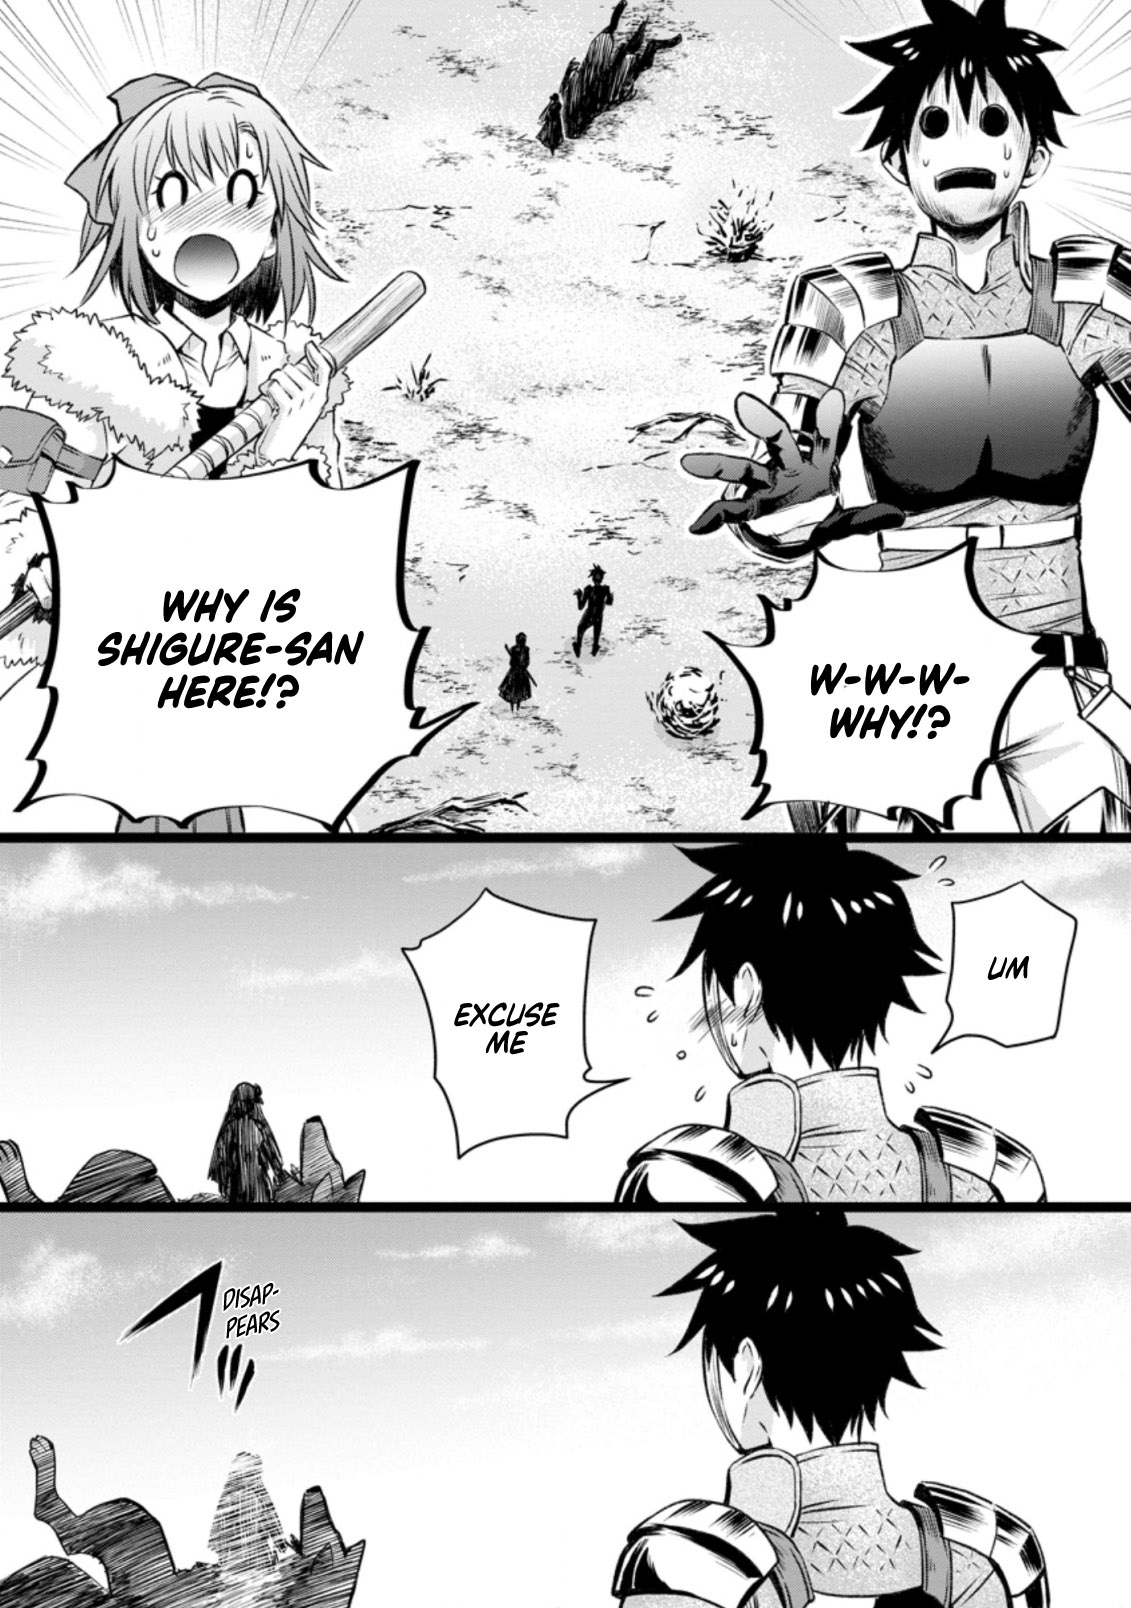 W-W-W-
WHY!?
WHY IS
SHIGURE-SAN
HERE!?
UM
EXCUSE
ME
DISAP-
PEARS